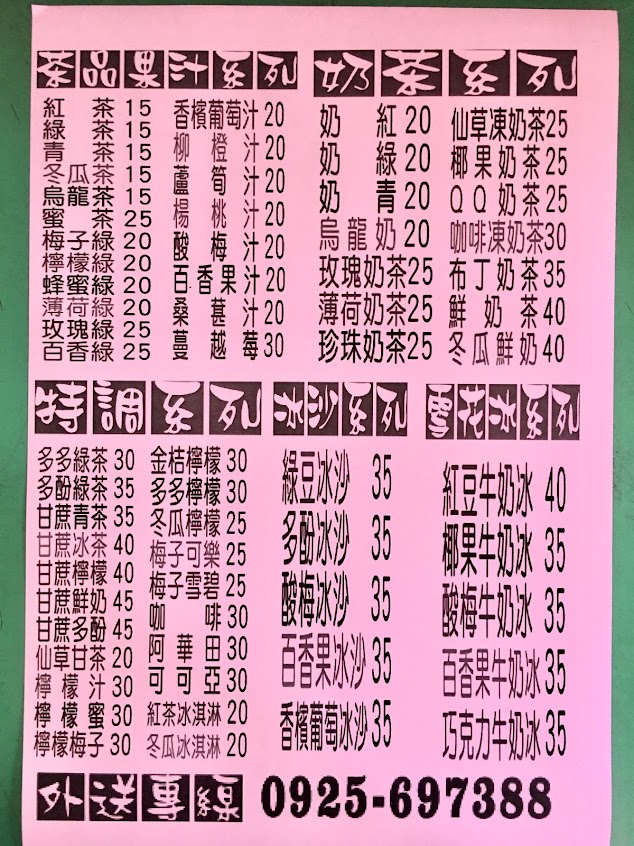 茶品果汁系列
紅茶 15
綠茶 15
青茶 15
冬瓜茶 15
烏龍茶 15
蜜茶 25
梅子綠 20
檸檬綠 20
蜂蜜綠 20
薄荷綠 20
玫瑰綠 25
百香綠 25
香檳葡萄汁 20
柳橙汁 20
蘆筍汁 20
楊桃汁 20
酸梅汁 20
百香果汁 20
桑葚汁 20
蔓越莓 30
奶茶系列
奶紅 20
奶綠 20
奶青 20
烏龍奶 20
玫瑰奶茶 25
薄荷奶茶 25
珍珠奶茶 25
仙草凍奶茶 25
椰果奶茶 25
QQ奶茶 25
咖啡凍奶茶 30
布丁奶茶 35
鮮奶茶 40
冬瓜鮮奶 40
特調系列
多多綠茶 30
多酚綠茶 35
甘蔗青茶 35
甘蔗冰茶 40
甘蔗檸檬 40
甘蔗鮮奶 45
甘蔗多酚 45
仙草甘茶 20
檸檬汁 30
檸檬蜜 30
檸檬梅子 30
金桔檸檬 30
多多檸檬 30
冬瓜檸檬 25
梅子可樂 25
梅子雪碧 25
咖啡 30
阿華田 30
可可亞 30
紅茶冰淇淋 20
冬瓜冰淇淋 20
冰沙系列
綠豆冰沙 35
多酚冰沙 35
酸梅冰沙 35
百香果冰沙 35
香檳葡萄冰沙 35
雪花冰系列
紅豆牛奶冰 40
椰果牛奶冰 35
酸梅牛奶冰 35
百香果牛奶冰 35
巧克力牛奶冰 35
外送專線 0925-697388